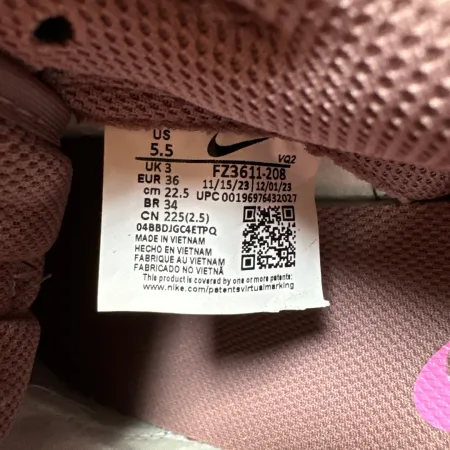 US
5.5
VQ2
UK 3 FZ3611-208
EUR 36 11/15/23 12/01/23
cm 22.5 UPC 00196976432027
BR 34
CN 225(2.5)
04BBDJGC4ETPQ
MADE IN VIETNAM
HECHO EN VIETNAM
FABRIQUE AU VIETNAM
FABRICADO NO VIETNÃ
This product is covered by one or more patents:
www.nike.com/patentsvirtualmarking